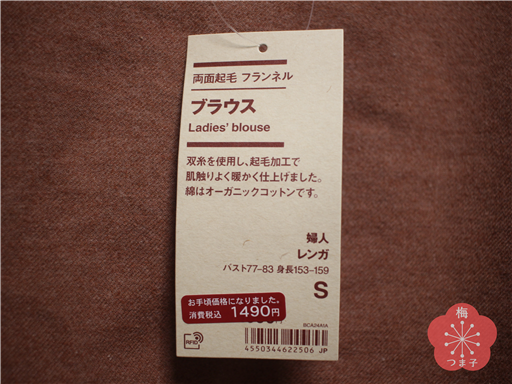 両面起毛 フランネル
ブラウス
Ladies' blouse
双糸を使用し、起毛加工で
肌触りよく暖かく仕上げました。
綿はオーガニックコットンです。
婦人
レンガ
バスト77-83 身長153-159
S
お手頃価格になりました。
消費税込 1490円
BCA24A1A
RFID
4550344622506 JP
梅
つま子